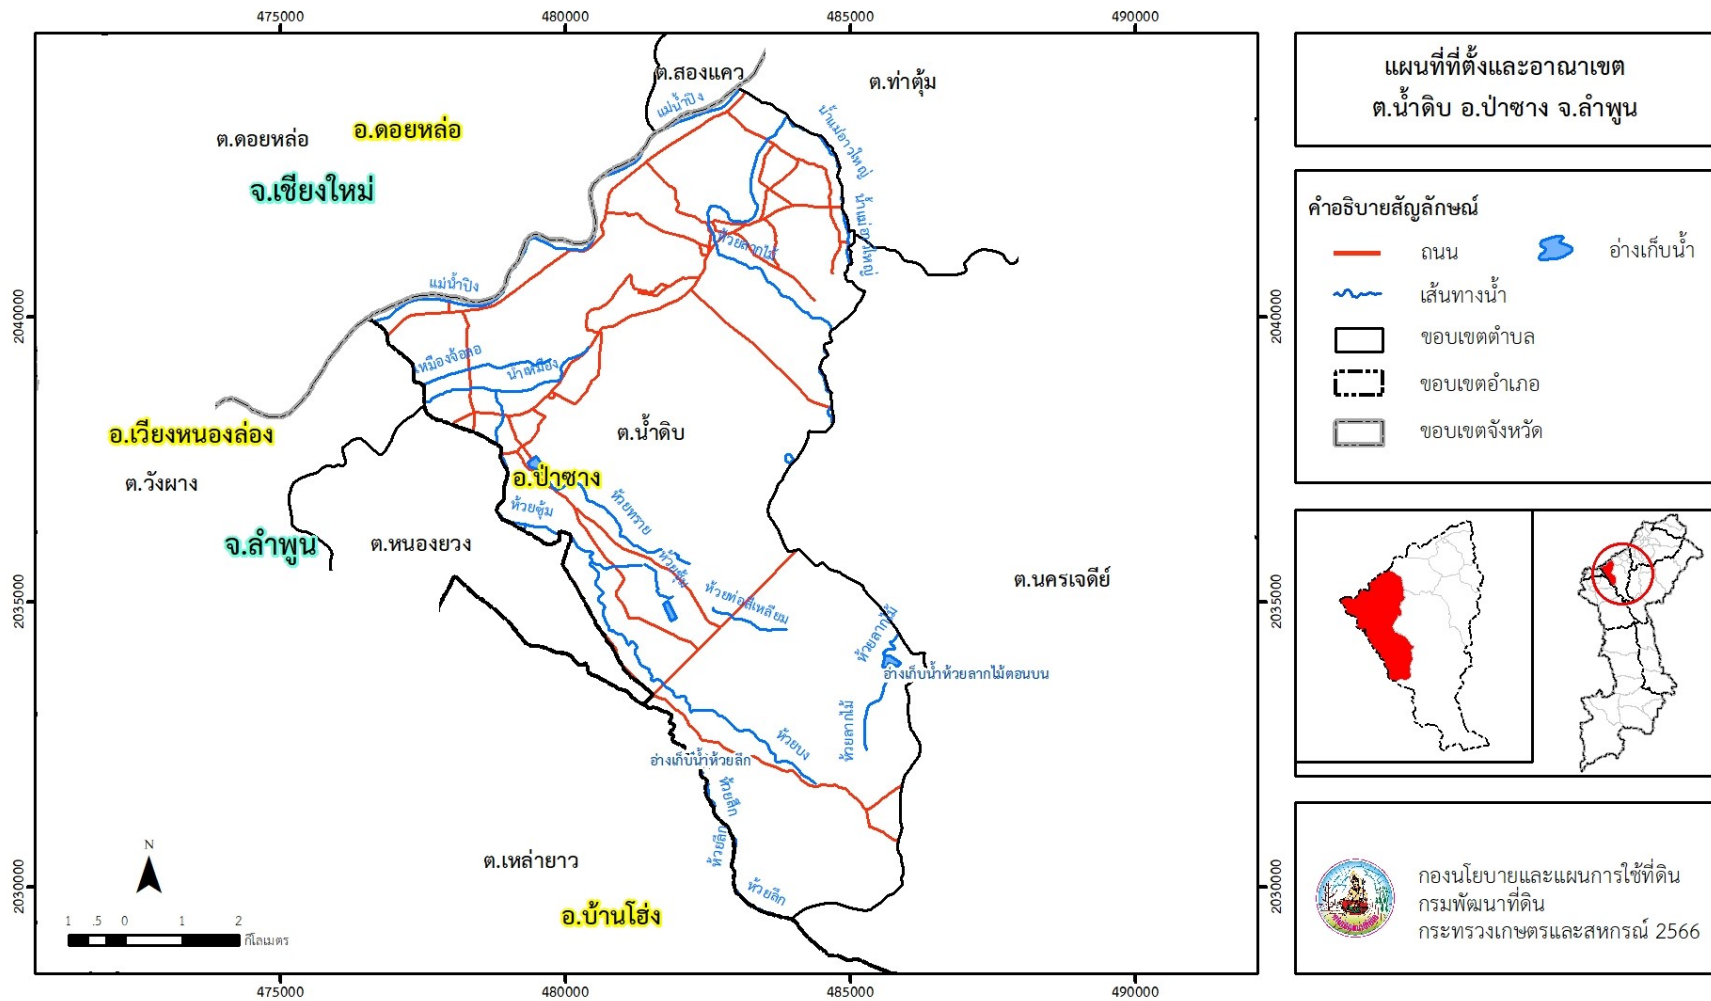 475000
480000
485000
490000
ต.สองแคว
ต.ท่าตุ้ม
แม่น้ำปิง
น้ำแม่อาวใหญ่
ต.ดอยหล่อ
อ.ดอยหล่อ
จ.เชียงใหม่
น้ำแม่อาวใหญ่
ห้วยลากไม้
แม่น้ำปิง
2040000
2040000
น้ำเหมือง
อ.เวียงหนองล่อง
ต.น้ำดิบ
ต.วังผาง
อ.ป่าซาง
ห้วยทราย
ห้วยซุ้ม
จ.ลำพูน
ต.หนองยวง
ห้วยซุ้ม
ต.นครเจดีย์
ห้วยท่อสี่เหลี่ยม
2035000
2035000
ห้วยลากไม้
อ่างเก็บน้ำห้วยลากไม้ตอนบน
ห้วยลากไม้
ห้วยบง
อ่างเก็บน้ำห้วยลึก
ห้วยลึก
ห้วยลึก
ต.เหล่ายาว
ห้วยลึก
2030000
2030000
อ.บ้านโฮ่ง
N
1 .5 0 1 2
กิโลเมตร
475000
480000
485000
490000
แผนที่ที่ตั้งและอาณาเขต
ต.น้ำดิบ อ.ป่าซาง จ.ลำพูน
คำอธิบายสัญลักษณ์
ถนน
อ่างเก็บน้ำ
เส้นทางน้ำ
ขอบเขตตำบล
ขอบเขตอำเภอ
ขอบเขตจังหวัด
กองนโยบายและแผนการใช้ที่ดิน
กรมพัฒนาที่ดิน
กระทรวงเกษตรและสหกรณ์ 2566